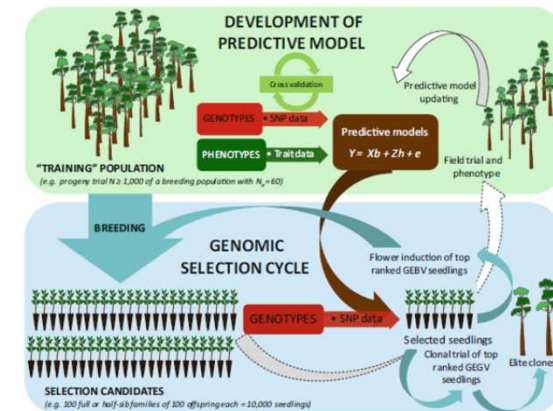 DEVELOPMENT OF
PREDICTIVE MODEL
Cross validation
GENOTYPES • SNP data
PHENOTYPES • Trait data
Predictive models
Y = Xb + Zh + e
Predictive model
updating
Field trial and
phenotype
"TRAINING" POPULATION
(e.g. progeny trial N ≥ 1,000 of a breeding population with Ne=60)
BREEDING
GENOMIC
SELECTION CYCLE
Flower induction of top
ranked GEBV seedlings
GENOTYPES • SNP data
Selected seedlings
Clonal trial of top
ranked GEGV
seedlings
Elite clones
SELECTION CANDIDATES
(e.g. 100 full or half-sib families of 100 offspring each = 10,000 seedlings)